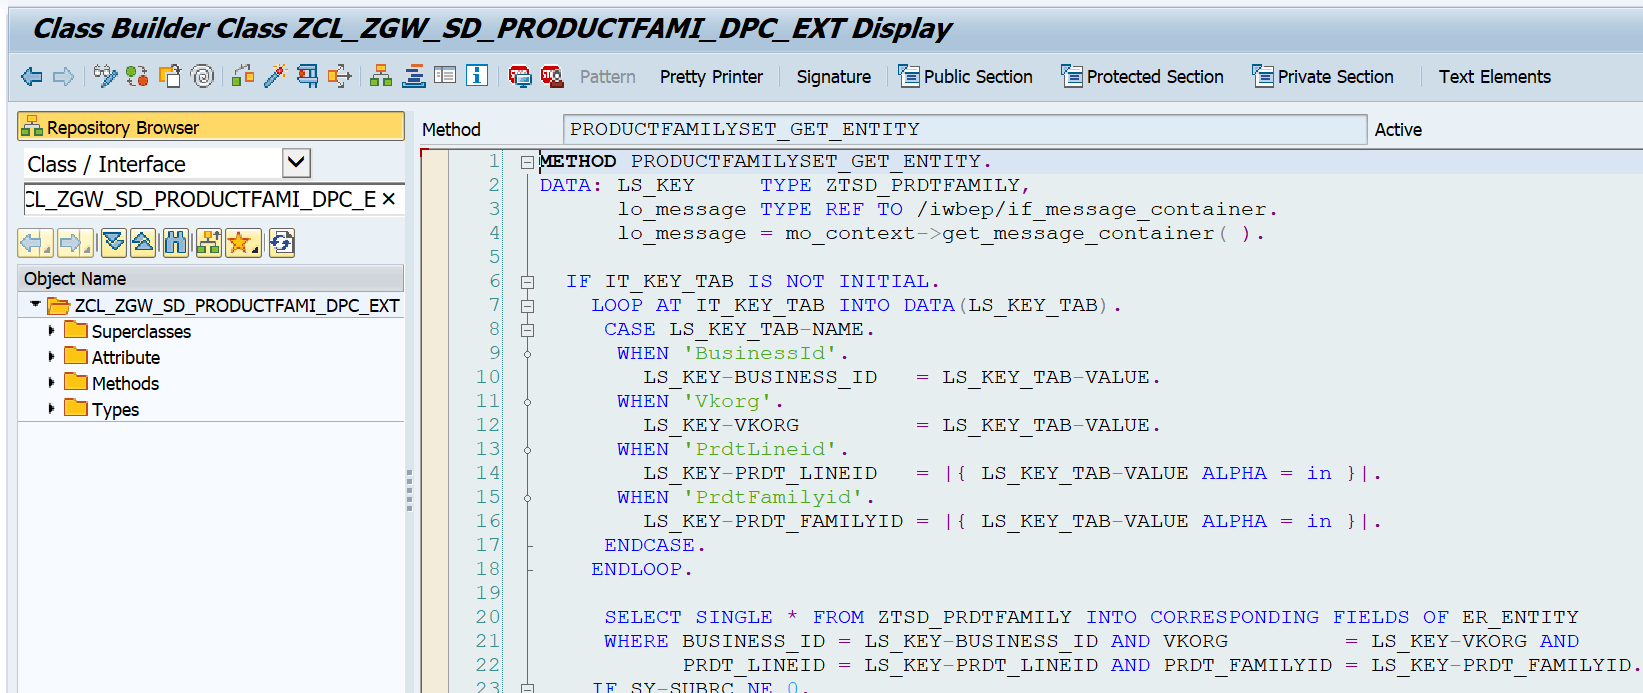 Class Builder Class ZCL_ZGW_SD_PRODUCTFAMI_DPC_EXT Display
Pattern Pretty Printer Signature Public Section Protected Section Private Section Text Elements
Repository Browser
Class / Interface
CL_ZGW_SD_PRODUCTFAMI_DPC_E
Object Name
ZCL_ZGW_SD_PRODUCTFAMI_DPC_EXT
Superclasses
Attribute
Methods
Types
Method PRODUCTFAMILYSET_GET_ENTITY Active
1 METHOD PRODUCTFAMILYSET_GET_ENTITY.
2 DATA: LS_KEY TYPE ZTSD_PRDTFAMILY,
3 lo_message TYPE REF TO /iwbep/if_message_container.
4 lo_message = mo_context->get_message_container( ).
5
6 IF IT_KEY_TAB IS NOT INITIAL.
7 LOOP AT IT_KEY_TAB INTO DATA(LS_KEY_TAB).
8 CASE LS_KEY_TAB-NAME.
9 WHEN 'BusinessId'.
10 LS_KEY-BUSINESS_ID = LS_KEY_TAB-VALUE.
11 WHEN 'Vkorg'.
12 LS_KEY-VKORG = LS_KEY_TAB-VALUE.
13 WHEN 'PrdtLineid'.
14 LS_KEY-PRDT_LINEID = |{ LS_KEY_TAB-VALUE ALPHA = in }|.
15 WHEN 'PrdtFamilyid'.
16 LS_KEY-PRDT_FAMILYID = |{ LS_KEY_TAB-VALUE ALPHA = in }|.
17 ENDCASE.
18 ENDLOOP.
19
20 SELECT SINGLE * FROM ZTSD_PRDTFAMILY INTO CORRESPONDING FIELDS OF ER_ENTITY
21 WHERE BUSINESS_ID = LS_KEY-BUSINESS_ID AND VKORG = LS_KEY-VKORG AND
22 PRDT_LINEID = LS_KEY-PRDT_LINEID AND PRDT_FAMILYID = LS_KEY-PRDT_FAMILYID.
23 IF SY-SUBRC NE 0.